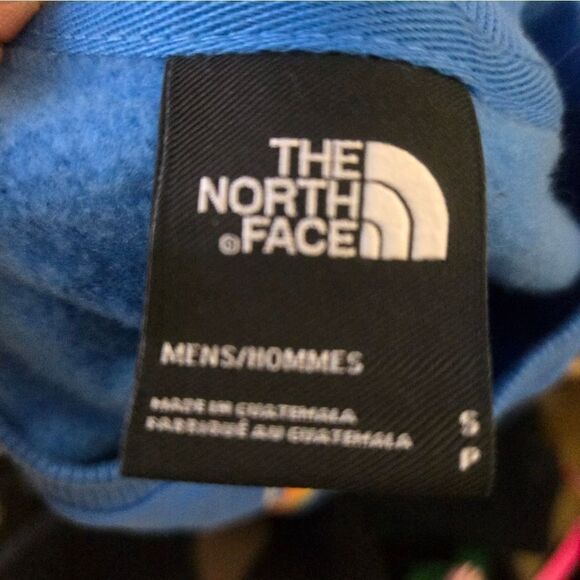 THE
NORTH
FACE
MENS/HOMMES
MADE IN GUATEMALA
FABRIQUÉ AU GUATEMALA
S
P